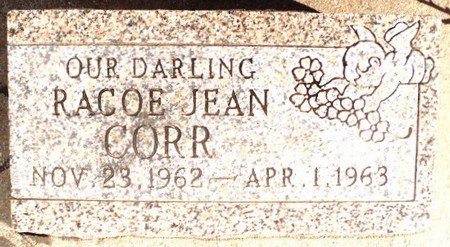 OUR DARLING
RACOE JEAN
CORR
NOV. 23, 1962 — APR. 1, 1963